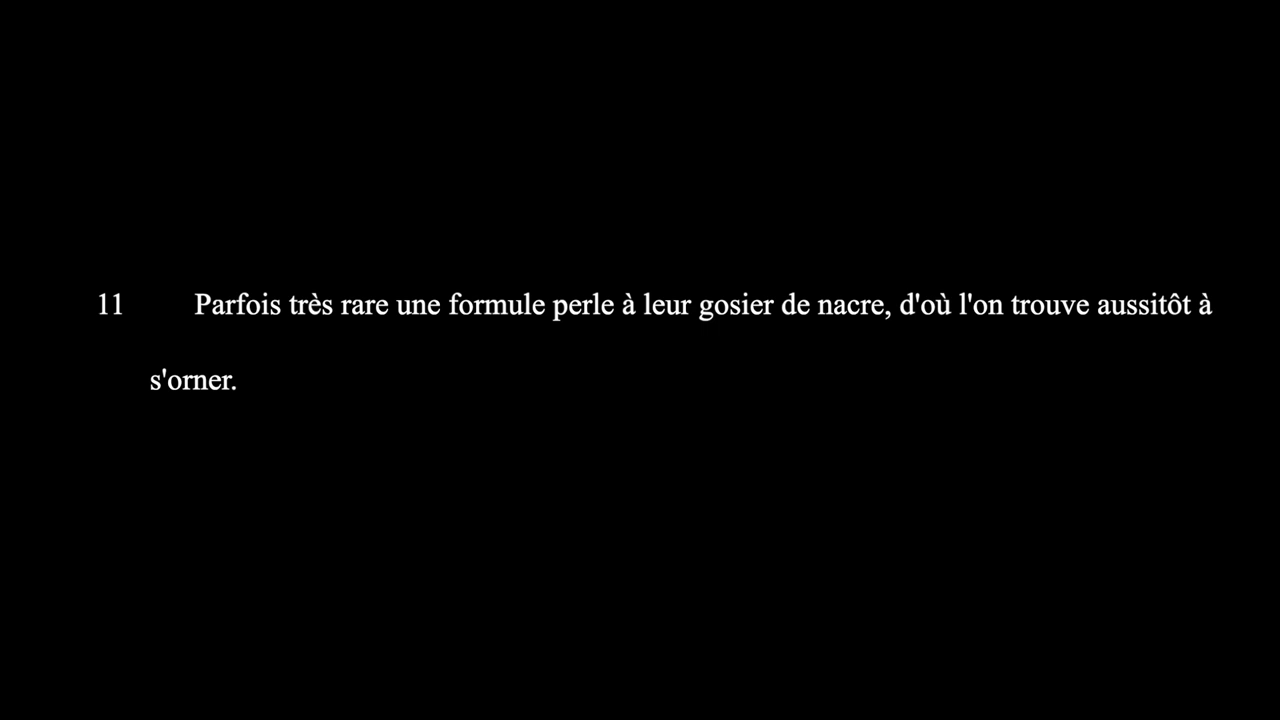 11 Parfois très rare une formule perle à leur gosier de nacre, d'où l'on trouve aussitôt à
s'orner.